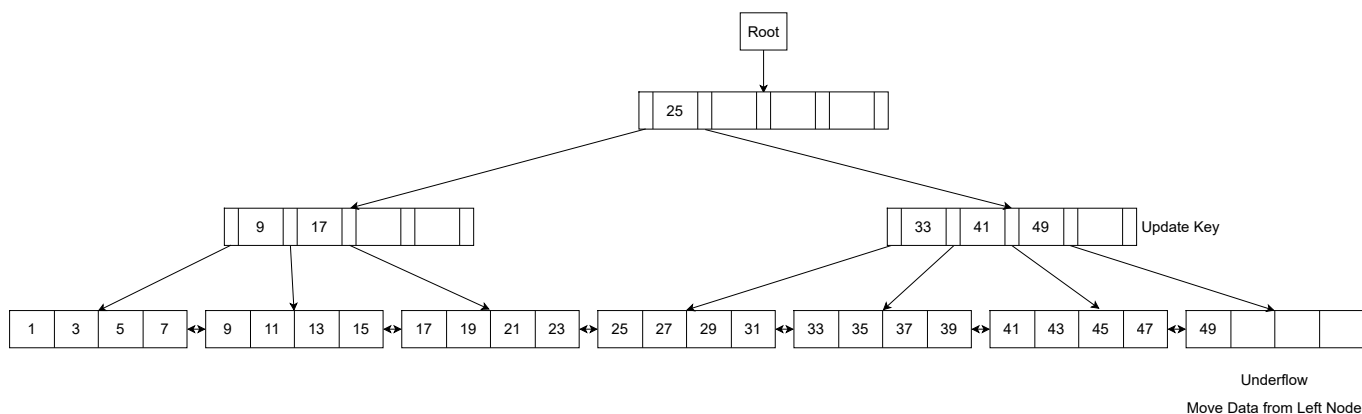 Root
25
9 17
33 41 49 Update Key
1 3 5 7 9 11 13 15 17 19 21 23 25 27 29 31 33 35 37 39 41 43 45 47 49
Underflow
Move Data from Left Node